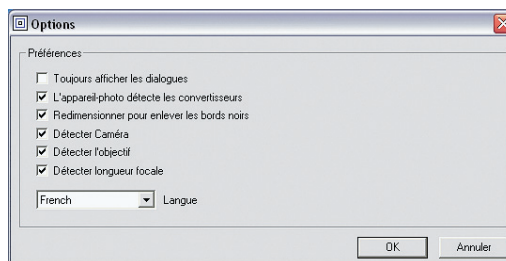 Options
Préférences
Toujours afficher les dialogues
L'appareil-photo détecte les convertisseurs
Redimensionner pour enlever les bords noirs
Détecter Caméra
Détecter l'objectif
Détecter longueur focale
French Langue
OK Annuler